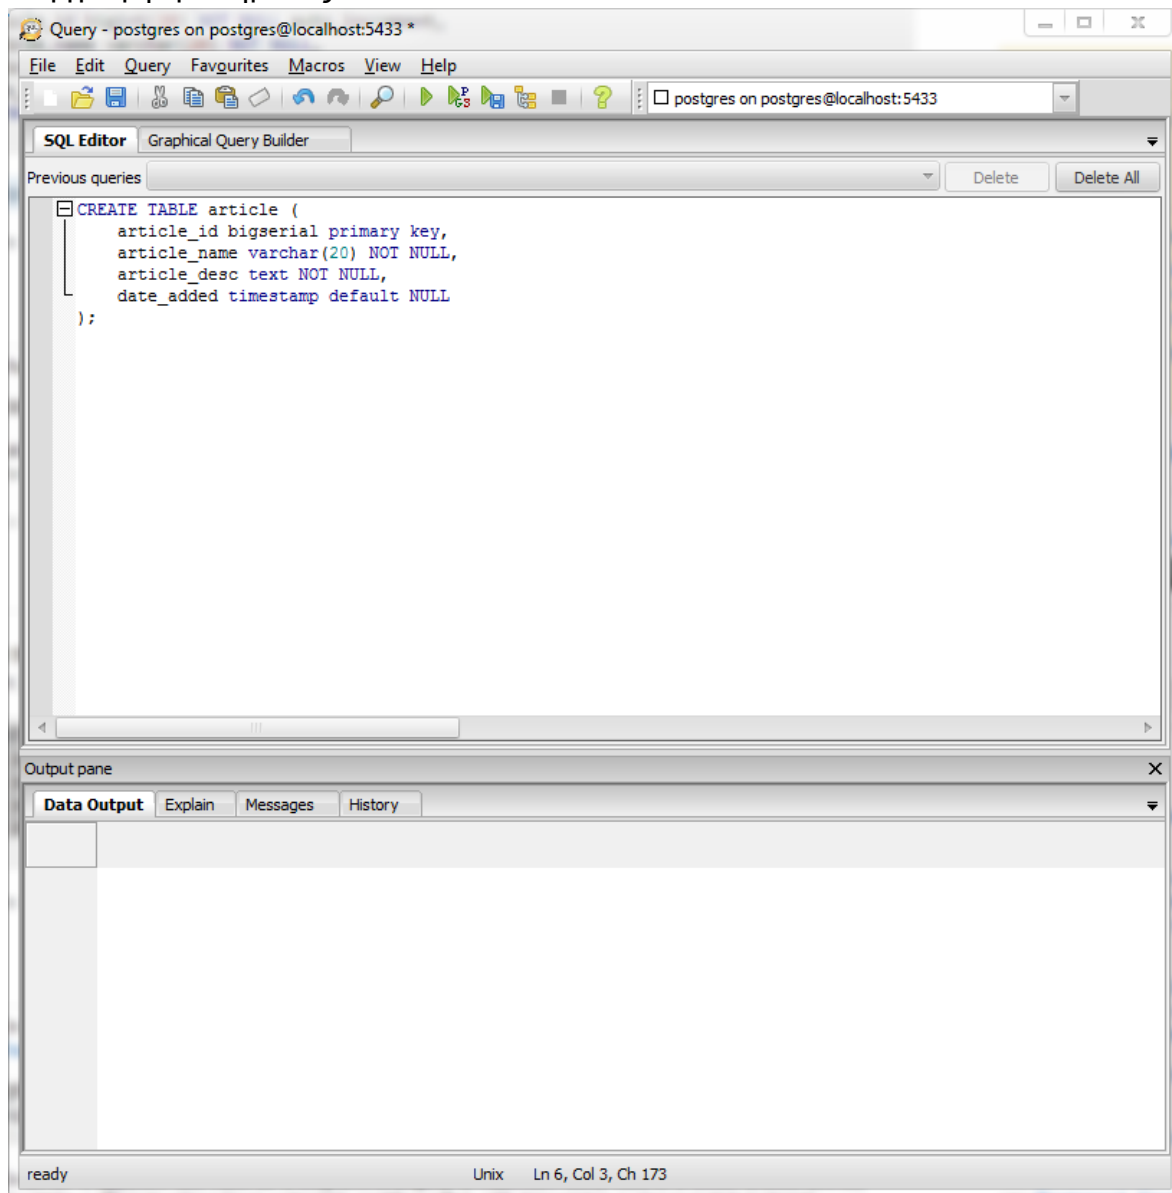 Query - postgres on postgres@localhost:5433 *
File Edit Query Favourites Macros View Help
postgres on postgres@localhost:5433
SQL Editor Graphical Query Builder
Previous queries Delete Delete All
CREATE TABLE article (
article_id bigserial primary key,
article_name varchar(20) NOT NULL,
article_desc text NOT NULL,
date_added timestamp default NULL
);
Output pane
Data Output Explain Messages History
ready Unix Ln 6, Col 3, Ch 173